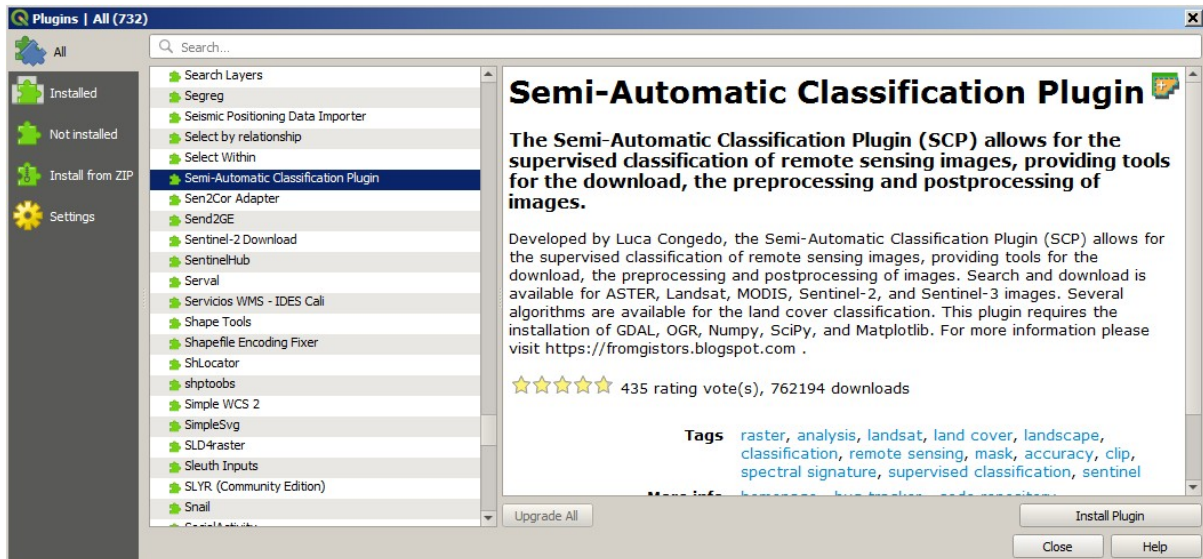 Plugins | All (732)
All
Installed
Not installed
Install from ZIP
Settings
Search...
Search Layers
Segreg
Seismic Positioning Data Importer
Select by relationship
Select Within
Semi-Automatic Classification Plugin
Sen2Cor Adapter
Send2GE
Sentinel-2 Download
SentinelHub
Serval
Servicios WMS - IDES Cali
Shape Tools
Shapefile Encoding Fixer
ShLocator
shptoobs
Simple WCS 2
SimpleSvg
SLD4raster
Sleuth Inputs
SLYR (Community Edition)
Snail
SocialActivity
Semi-Automatic Classification Plugin
The Semi-Automatic Classification Plugin (SCP) allows for the
supervised classification of remote sensing images, providing tools
for the download, the preprocessing and postprocessing of
images.
Developed by Luca Congedo, the Semi-Automatic Classification Plugin (SCP) allows for
the supervised classification of remote sensing images, providing tools for the
download, the preprocessing and postprocessing of images. Search and download is
available for ASTER, Landsat, MODIS, Sentinel-2, and Sentinel-3 images. Several
algorithms are available for the land cover classification. This plugin requires the
installation of GDAL, OGR, Numpy, SciPy, and Matplotlib. For more information please
visit https://fromgistors.blogspot.com .
435 rating vote(s), 762194 downloads
Tags raster, analysis, landsat, land cover, landscape,
classification, remote sensing, mask, accuracy, clip,
spectral signature, supervised classification, sentinel
More info homepage bug tracker code repository
Upgrade All
Install Plugin
Close
Help